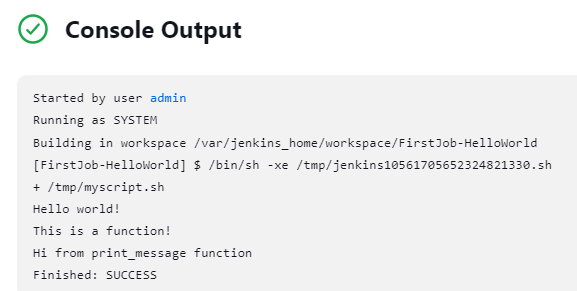 Console Output
Started by user admin
Running as SYSTEM
Building in workspace /var/jenkins_home/workspace/FirstJob-HelloWorld
[FirstJob-HelloWorld] $ /bin/sh -xe /tmp/jenkins10561705652324821330.sh
+ /tmp/myscript.sh
Hello world!
This is a function!
Hi from print_message function
Finished: SUCCESS